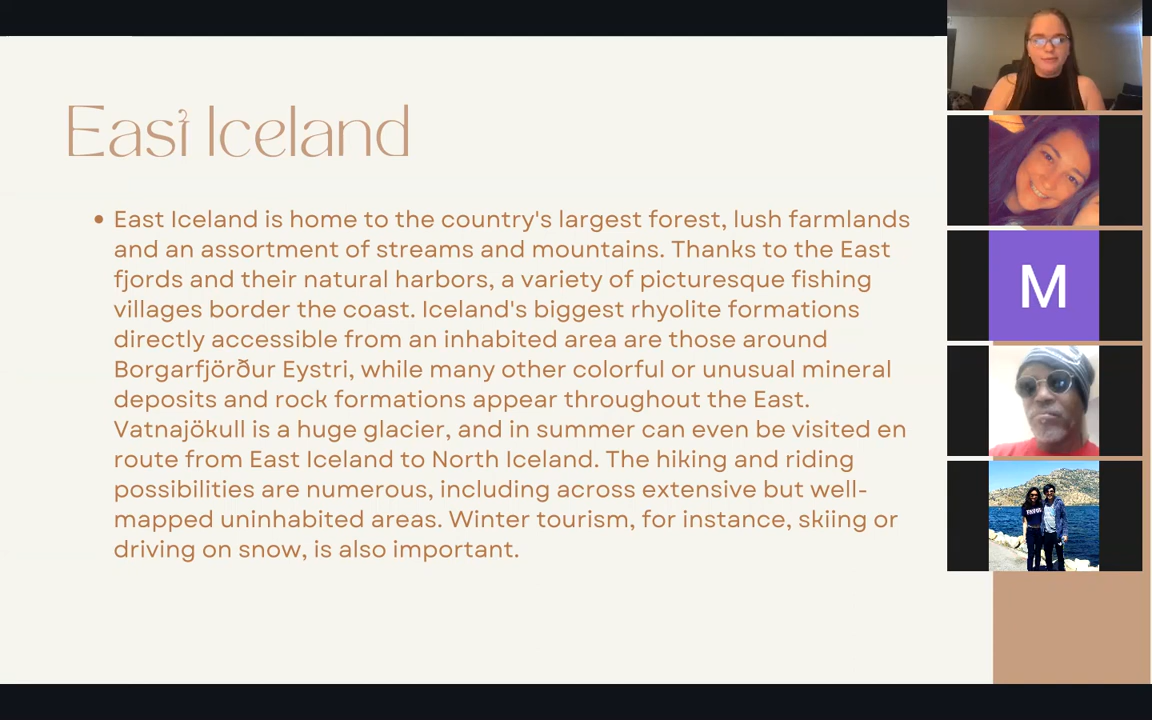 East Iceland
• East Iceland is home to the country's largest forest, lush farmlands
and an assortment of streams and mountains. Thanks to the East
fjords and their natural harbors, a variety of picturesque fishing
villages border the coast. Iceland's biggest rhyolite formations
directly accessible from an inhabited area are those around
Borgarfjörður Eystri, while many other colorful or unusual mineral
deposits and rock formations appear throughout the East.
Vatnajökull is a huge glacier, and in summer can even be visited en
route from East Iceland to North Iceland. The hiking and riding
possibilities are numerous, including across extensive but well-
mapped uninhabited areas. Winter tourism, for instance, skiing or
driving on snow, is also important.
M